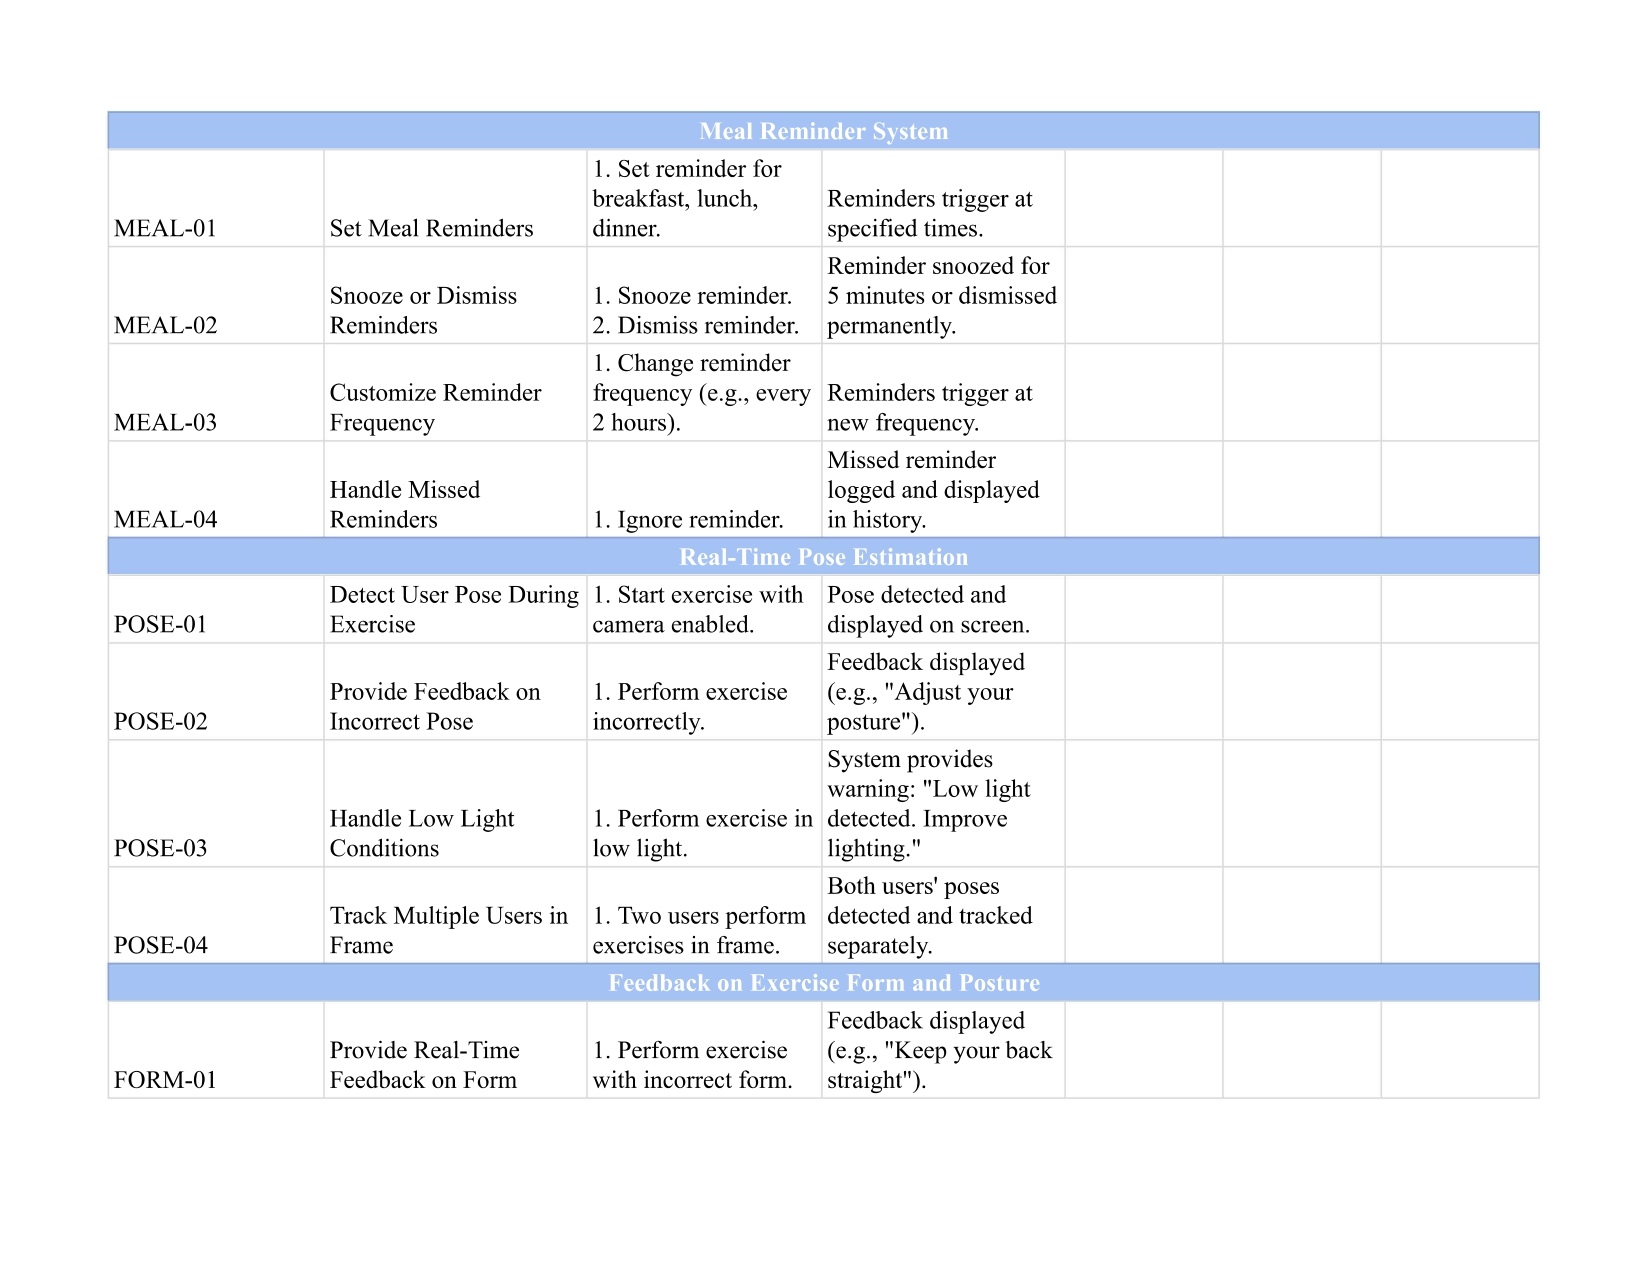 Meal Reminder System
MEAL-01
Set Meal Reminders
1. Set reminder for
breakfast, lunch,
dinner.
Reminders trigger at
specified times.
MEAL-02
Snooze or Dismiss
Reminders
1. Snooze reminder.
2. Dismiss reminder.
Reminder snoozed for
5 minutes or dismissed
permanently.
MEAL-03
Customize Reminder
Frequency
1. Change reminder
frequency (e.g., every
2 hours).
Reminders trigger at
new frequency.
MEAL-04
Handle Missed
Reminders
1. Ignore reminder.
Missed reminder
logged and displayed
in history.
Real-Time Pose Estimation
POSE-01
Detect User Pose During
Exercise
1. Start exercise with
camera enabled.
Pose detected and
displayed on screen.
POSE-02
Provide Feedback on
Incorrect Pose
1. Perform exercise
incorrectly.
Feedback displayed
(e.g., "Adjust your
posture").
POSE-03
Handle Low Light
Conditions
1. Perform exercise in
low light.
System provides
warning: "Low light
detected. Improve
lighting."
POSE-04
Track Multiple Users in
Frame
1. Two users perform
exercises in frame.
Both users' poses
detected and tracked
separately.
Feedback on Exercise Form and Posture
FORM-01
Provide Real-Time
Feedback on Form
1. Perform exercise
with incorrect form.
Feedback displayed
(e.g., "Keep your back
straight").